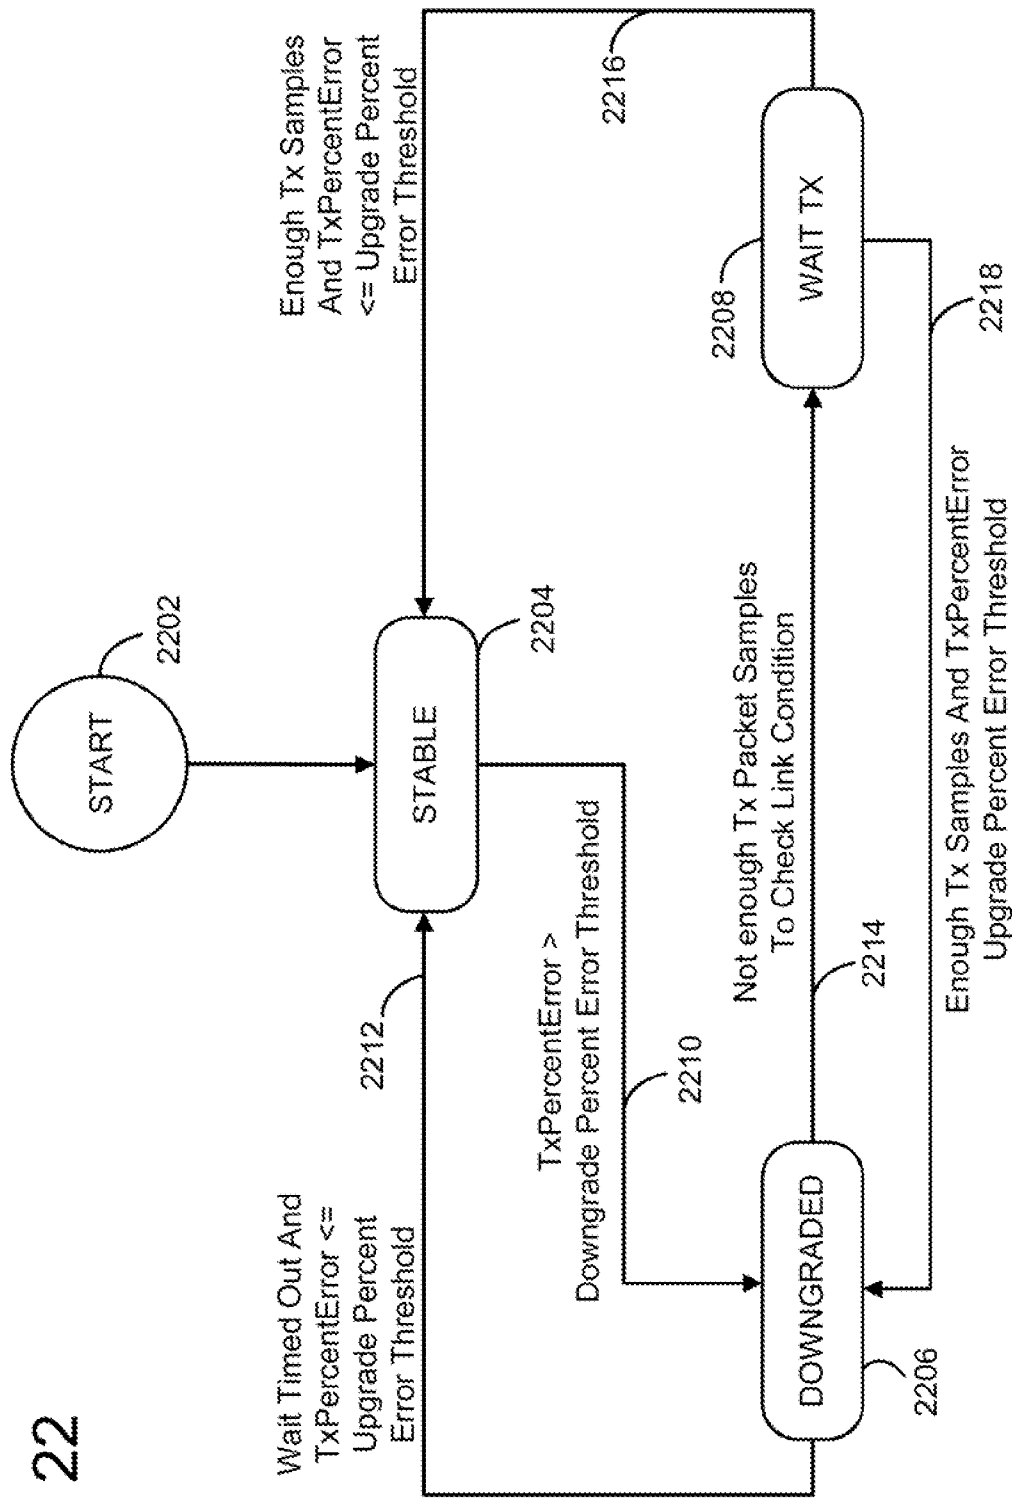 22
START
2202
Wait Timed Out And
TxPercentError <=
Upgrade Percent
Error Threshold
2212
STABLE
2204
Enough Tx Samples
And TxPercentError
<= Upgrade Percent
Error Threshold
2216
TxPercentError >
Downgrade Percent Error Threshold
2210
Not enough Tx Packet Samples
To Check Link Condition
2214
DOWNGRADED
2206
WAIT TX
2208
2218
Enough Tx Samples And TxPercentError
Upgrade Percent Error Threshold